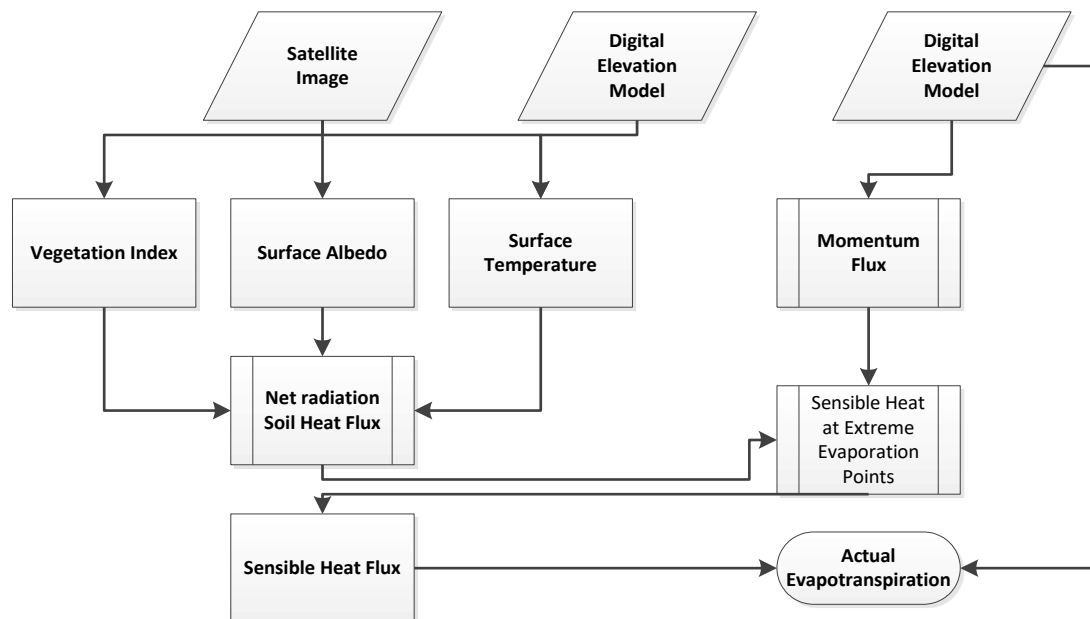 Satellite
Image
Digital
Elevation
Model
Digital
Elevation
Model
Vegetation Index
Surface Albedo
Surface
Temperature
Momentum
Flux
Net radiation
Soil Heat Flux
Sensible Heat
at Extreme
Evaporation
Points
Sensible Heat Flux
Actual
Evapotranspiration